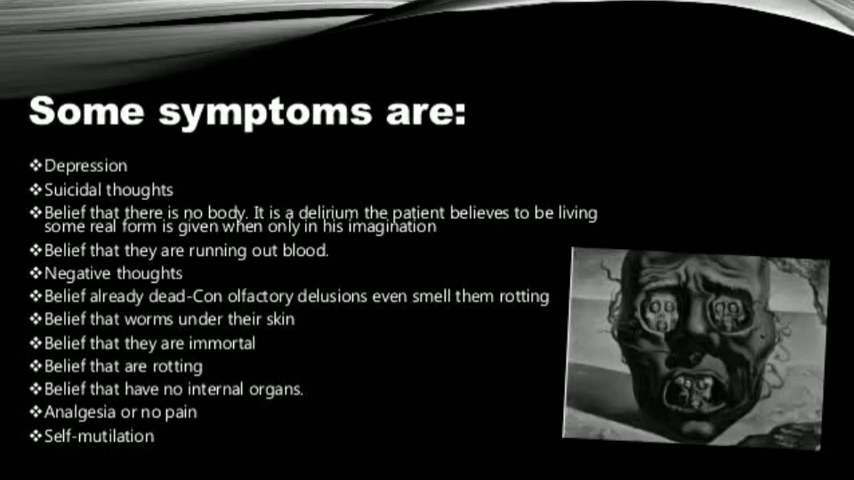 Some symptoms are:
❖Depression
❖Suicidal thoughts
❖Belief that there is no body. It is a delirium the patient believes to be living
some real form is given when only in his imagination
❖Belief that they are running out blood.
❖Negative thoughts
❖Belief already dead-Con olfactory delusions even smell them rotting
❖Belief that worms under their skin
❖Belief that they are immortal
❖Belief that are rotting
❖Belief that have no internal organs.
❖Analgesia or no pain
❖Self-mutilation